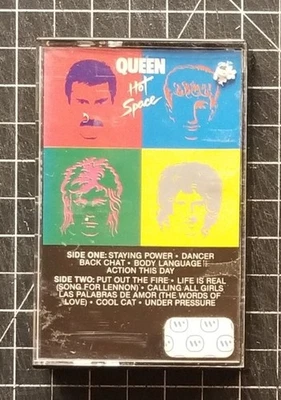 QUEEN
Hot
Space
SIDE ONE: STAYING POWER • DANCER
BACK CHAT • BODY LANGUAGE
ACTION THIS DAY
SIDE TWO: PUT OUT THE FIRE • LIFE IS REAL
(SONG FOR LENNON) • CALLING ALL GIRLS
LAS PALABRAS DE AMOR (THE WORDS OF
LOVE) • COOL CAT • UNDER PRESSURE